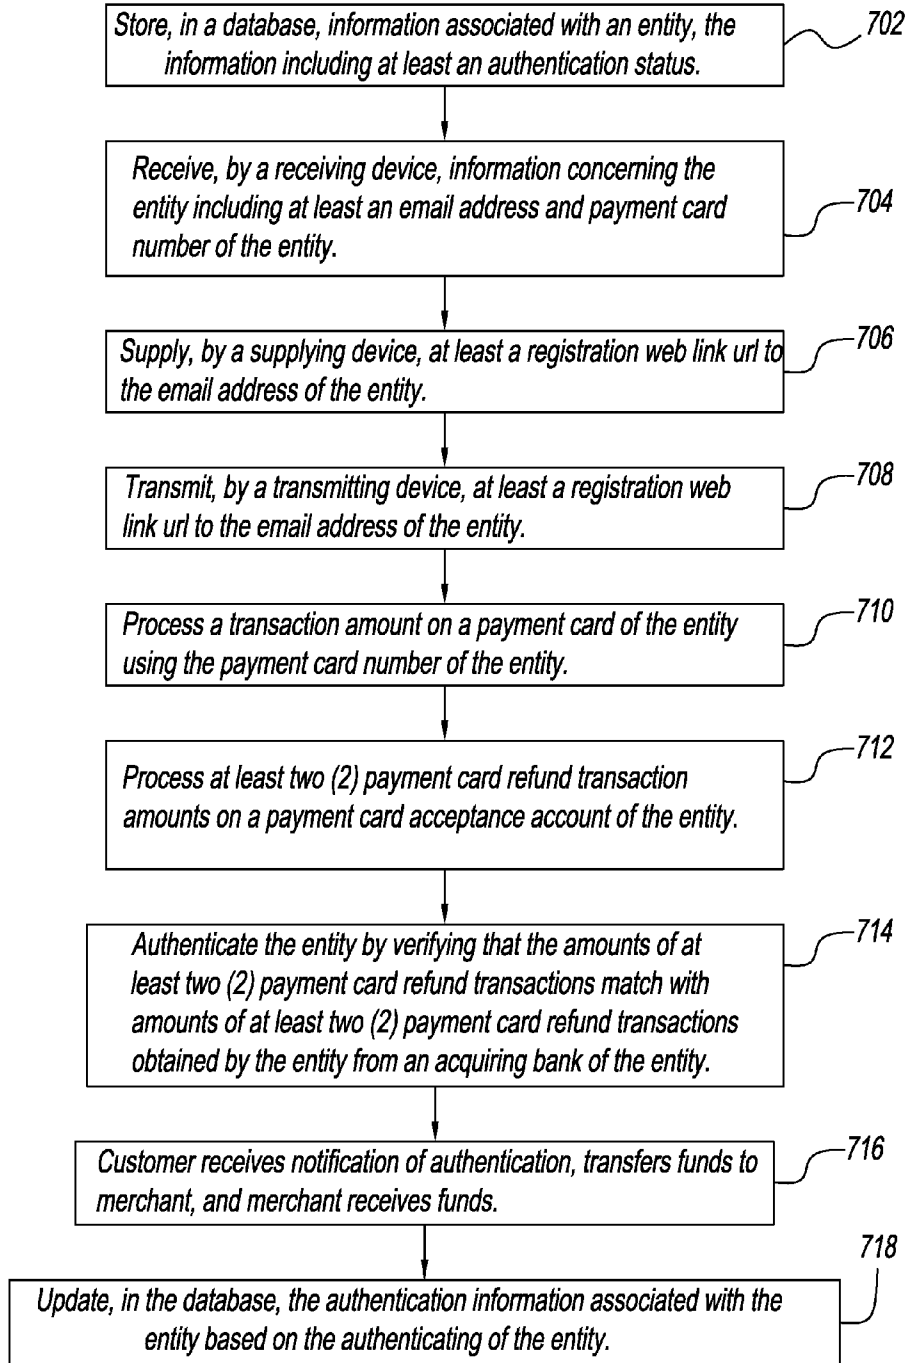 Store, in a database, information associated with an entity, the
information including at least an authentication status.
702
Receive, by a receiving device, information concerning the
entity including at least an email address and payment card
number of the entity.
704
Supply, by a supplying device, at least a registration web link url to
the email address of the entity.
706
Transmit, by a transmitting device, at least a registration web
link url to the email address of the entity.
708
Process a transaction amount on a payment card of the entity
using the payment card number of the entity.
710
Process at least two (2) payment card refund transaction
amounts on a payment card acceptance account of the entity.
712
Authenticate the entity by verifying that the amounts of at
least two (2) payment card refund transactions match with
amounts of at least two (2) payment card refund transactions
obtained by the entity from an acquiring bank of the entity.
714
Customer receives notification of authentication, transfers funds to
merchant, and merchant receives funds.
716
Update, in the database, the authentication information associated with the
entity based on the authenticating of the entity.
718